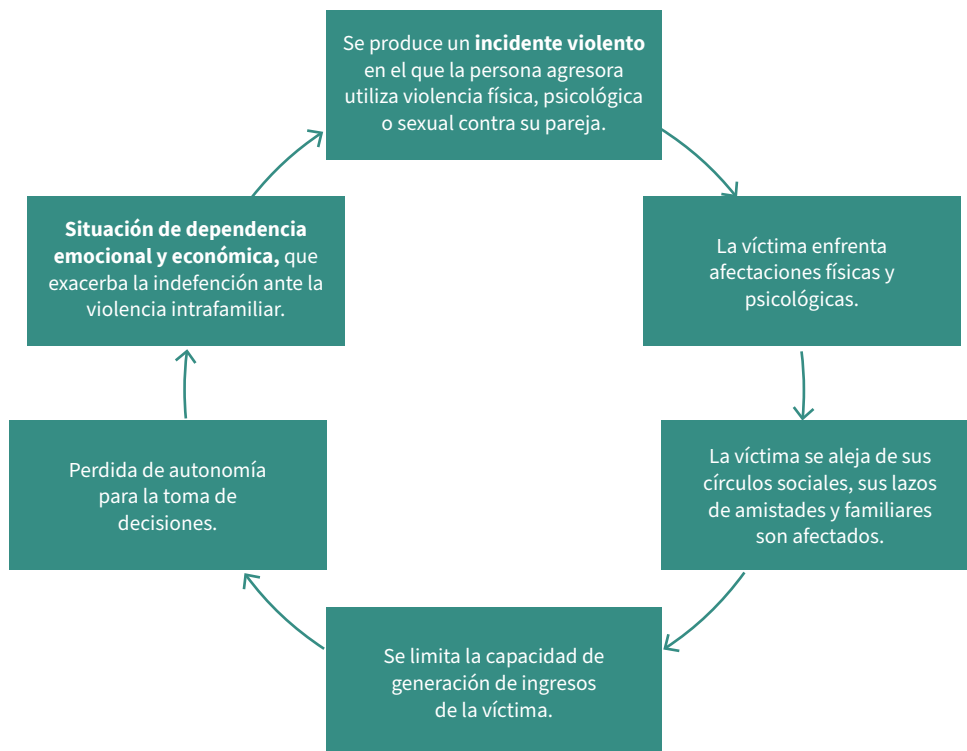 Se produce un incidente violento
en el que la persona agresora
utiliza violencia física, psicológica
o sexual contra su pareja.
La víctima enfrenta
afectaciones físicas y
psicológicas.
La víctima se aleja de sus
círculos sociales, sus lazos
de amistades y familiares
son afectados.
Se limita la capacidad de
generación de ingresos
de la víctima.
Perdida de autonomía
para la toma de
decisiones.
Situación de dependencia
emocional y económica, que
exacerba la indefención ante la
violencia intrafamiliar.